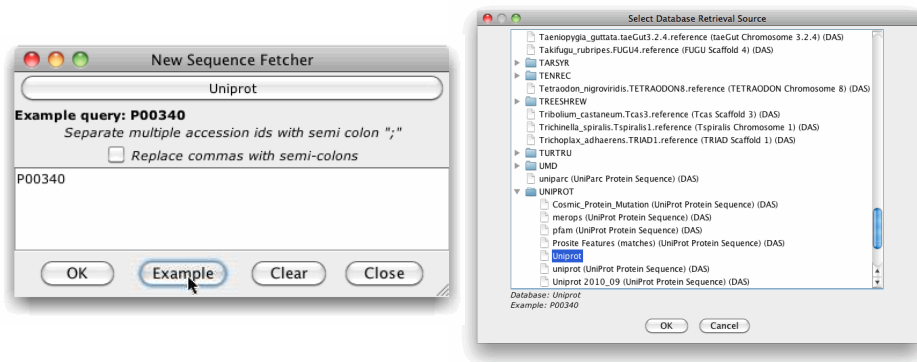 New Sequence Fetcher
Uniprot
Example query: P00340
Separate multiple accession ids with semi colon ";"
Replace commas with semi-colons
P00340
OK
Example
Clear
Close
Select Database Retrieval Source
Taeniopygia_guttata.taeGut3.2.4.reference (taeGut Chromosome 3.2.4) (DAS)
Takifugu_rubripes.FUGU4.reference (FUGU Scaffold 4) (DAS)
TARSYR
TENREC
Tetraodon_nigroviridis.TETRAODON8.reference (TETRAODON Chromosome 8) (DAS)
TREESHREW
Tribolium_castaneum.Tcas3.reference (Tcas Scaffold 3) (DAS)
Trichinella_spiralis.Tspiralis1.reference (Tspiralis Chromosome 1) (DAS)
Trichoplax_adhaerens.TRIAD1.reference (TRIAD Scaffold 1) (DAS)
TURTRU
UMD
uniparc (UniParc Protein Sequence) (DAS)
UNIPROT
Cosmic_Protein_Mutation (UniProt Protein Sequence) (DAS)
merops (UniProt Protein Sequence) (DAS)
pfam (UniProt Protein Sequence) (DAS)
Prosite Features (matches) (UniProt Protein Sequence) (DAS)
Uniprot
uniprot (UniProt Protein Sequence) (DAS)
Uniprot 2010_09 (UniProt Protein Sequence) (DAS)
Database: Uniprot
Example: P00340
OK
Cancel